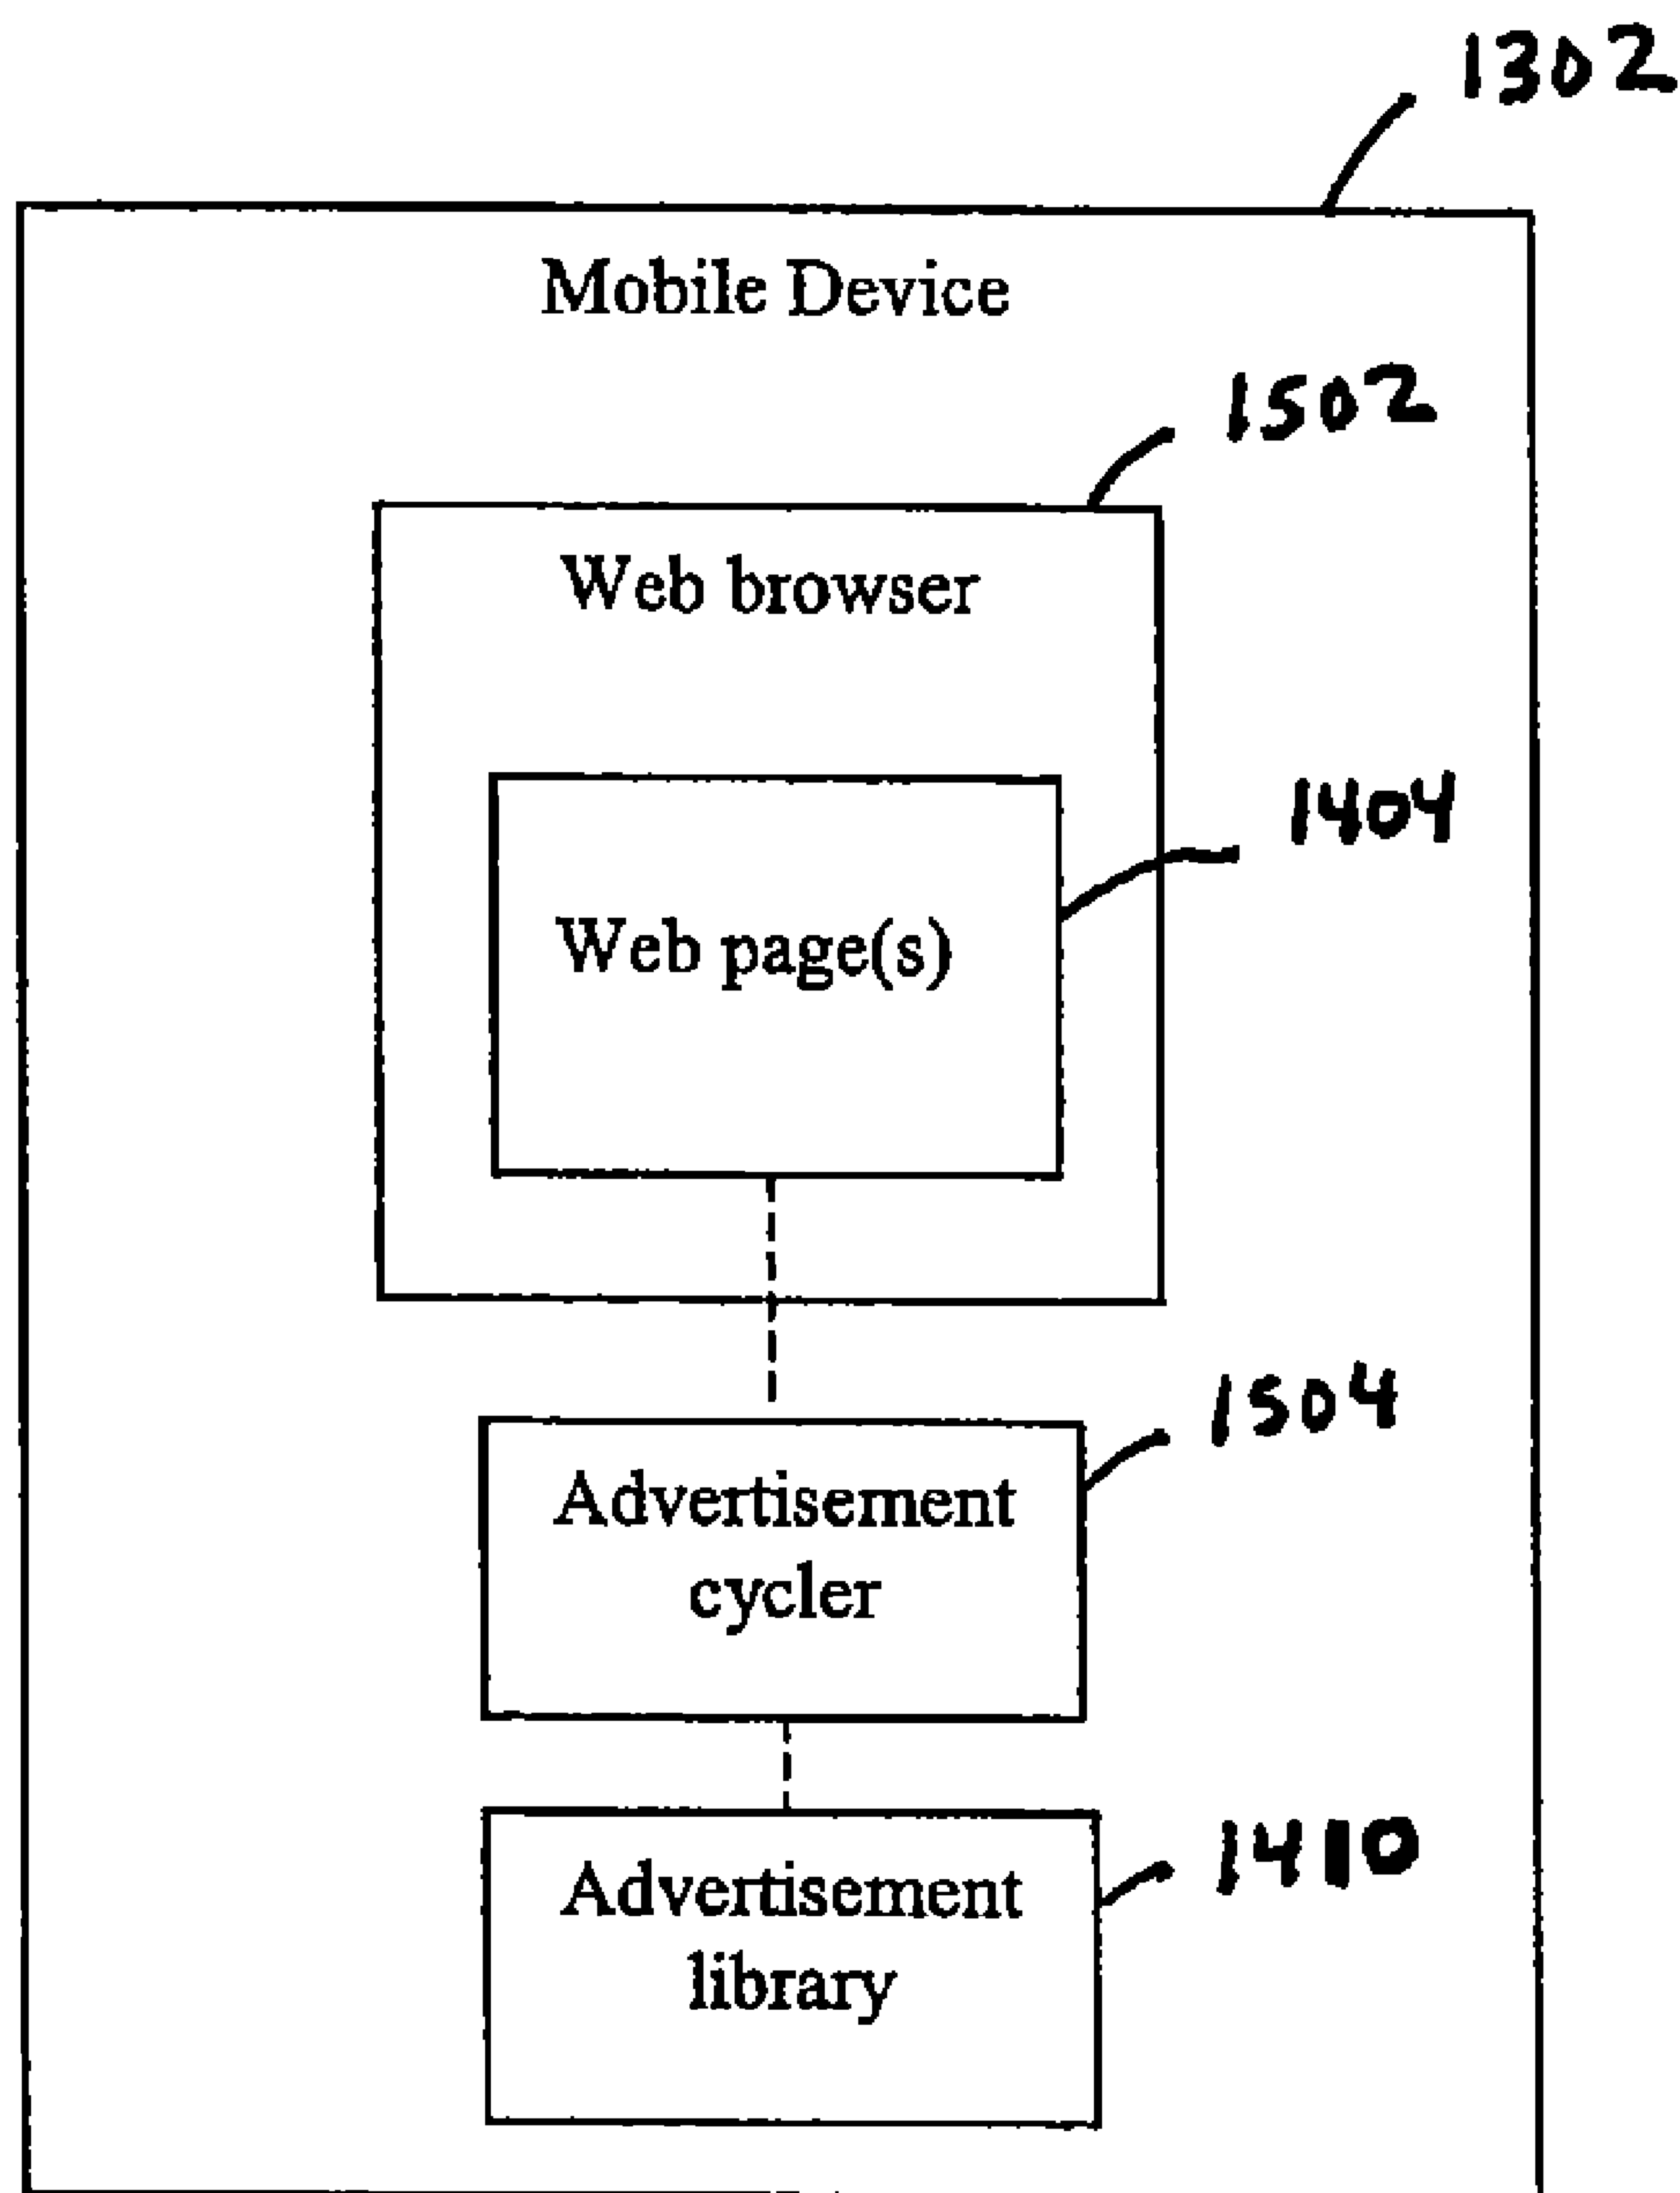 1302
Mobile Device
1502
Web browser
1404
Web page(s)
1504
Advertisement
cycler
1410
Advertisement
library